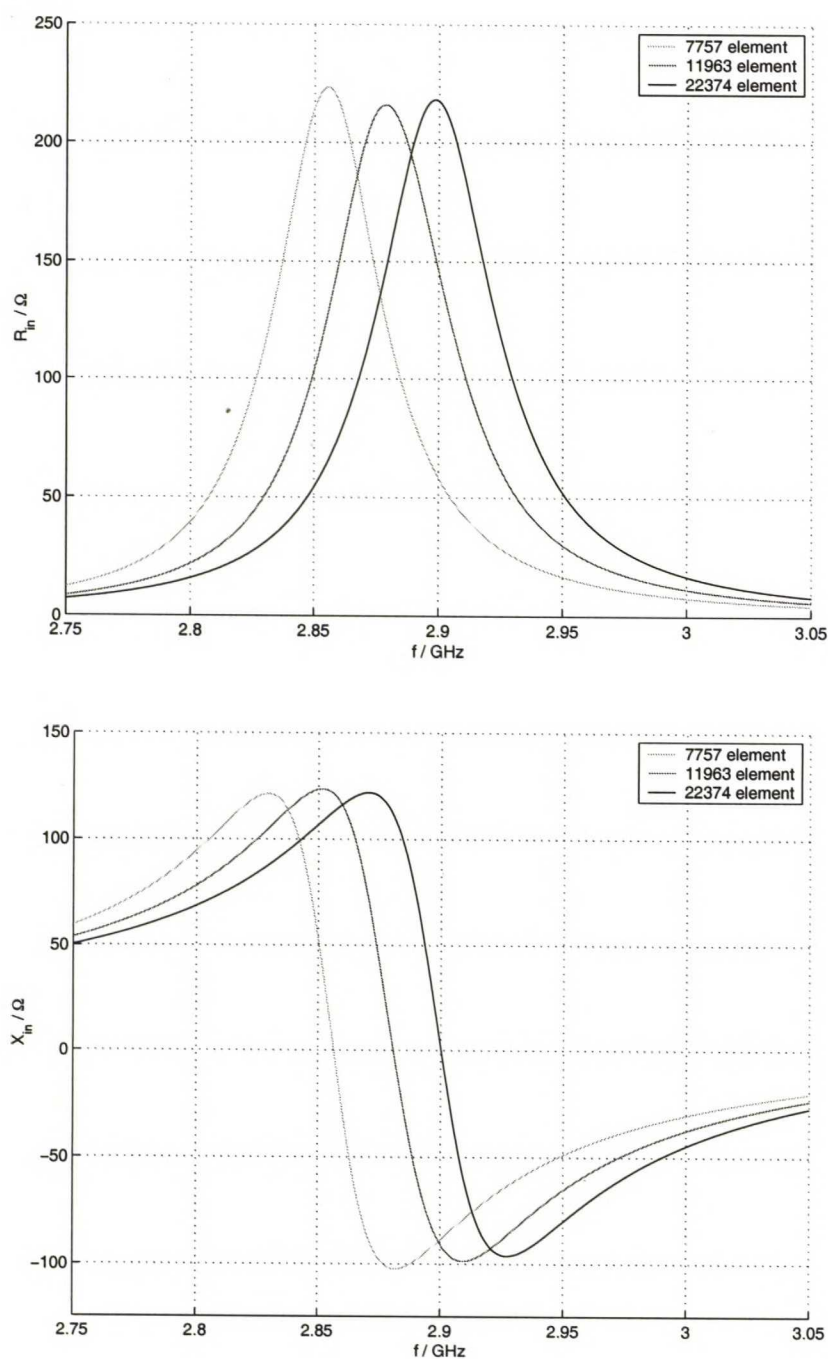 250
200
150
100
50
0
R_in / Ω
7757 element
11963 element
22374 element
2.75 2.8 2.85 2.9 2.95 3 3.05
f / GHz
150
100
50
0
−50
−100
X_in / Ω
7757 element
11963 element
22374 element
2.75 2.8 2.85 2.9 2.95 3 3.05
f / GHz